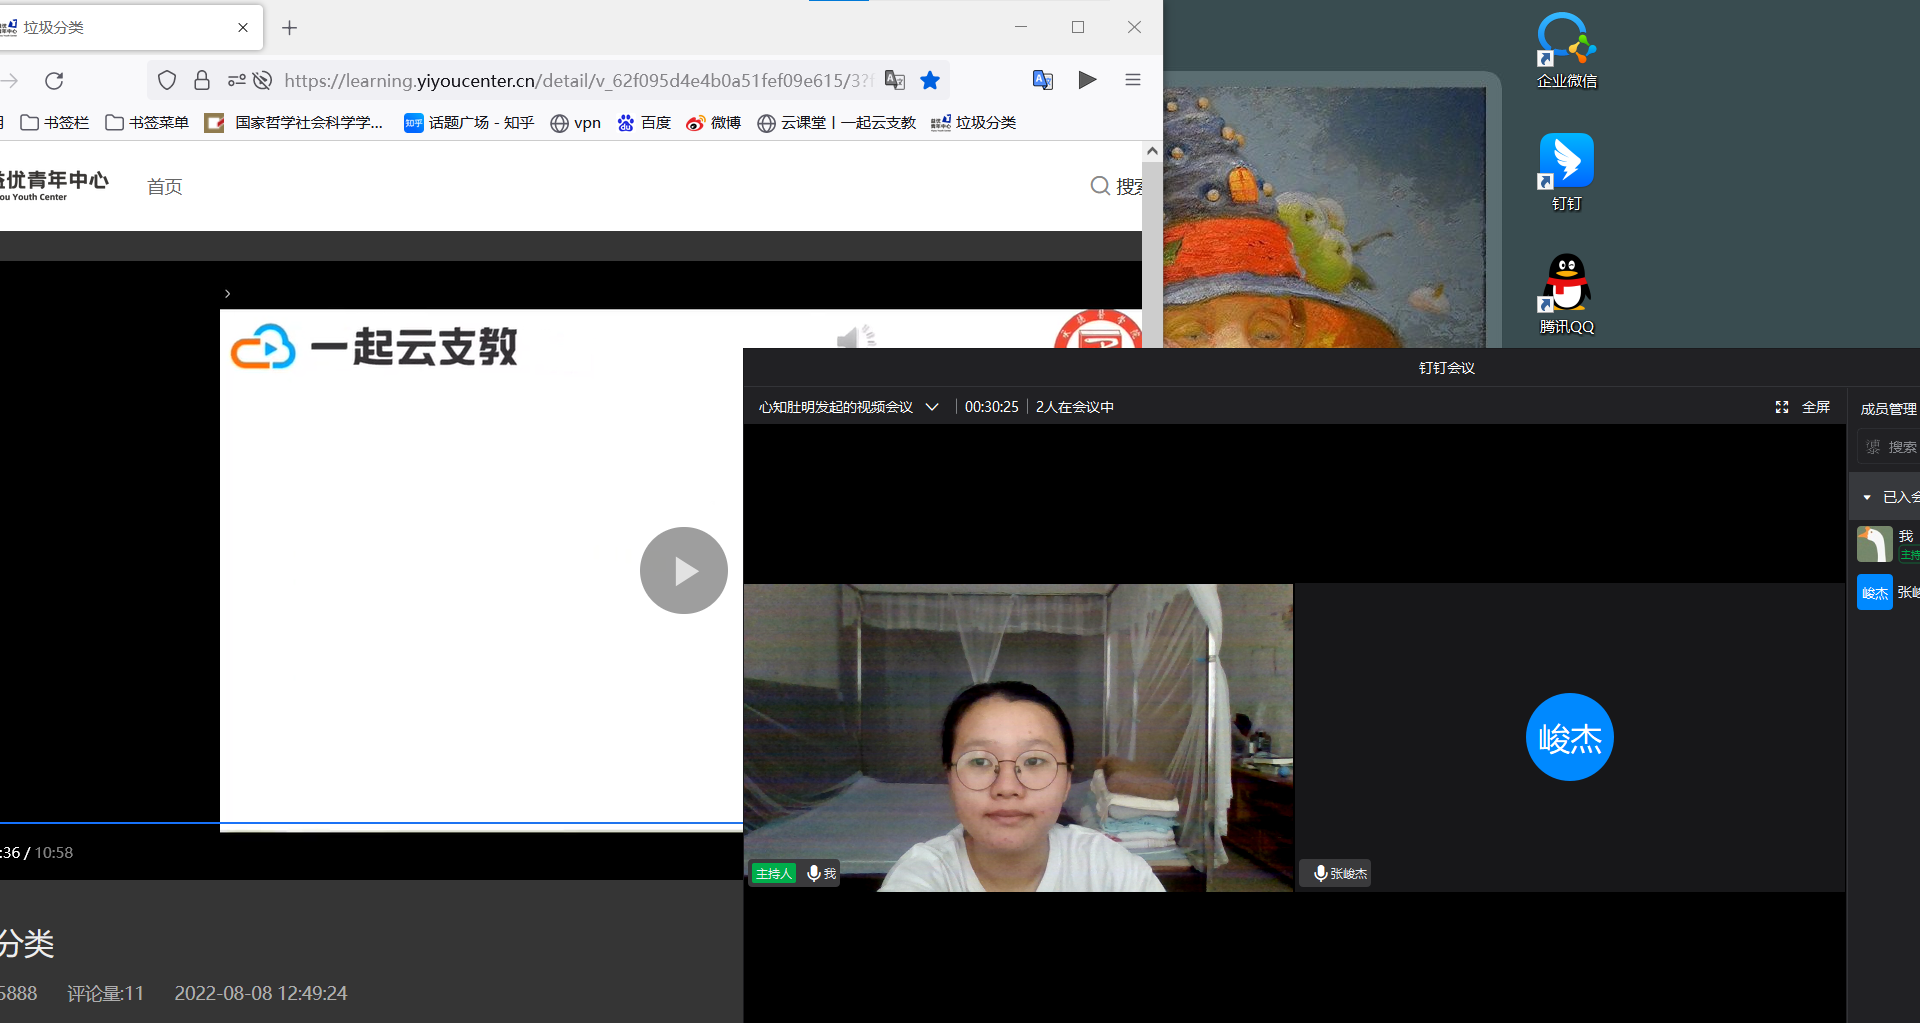 垃圾分类
https://learning.yiyoucenter.cn/detail/v_62f095d4e4b0a51fef09e615/3?f
书签栏 书签菜单 国家哲学社会科学学... 知乎 话题广场 - 知乎 vpn 百度 微博 云课堂丨一起云支教 垃圾分类
优青年中心
ou Youth Center
首页
搜索
一起云支教
:36 / 10:58
分类
5888 评论量:11 2022-08-08 12:49:24
企业微信
钉钉
腾讯QQ
钉钉会议
心知肚明发起的视频会议 00:30:25 2人在会议中 全屏
成员管理
搜索
已入会
我
主持
峻杰 张峻
峻杰
主持人 我
张峻杰